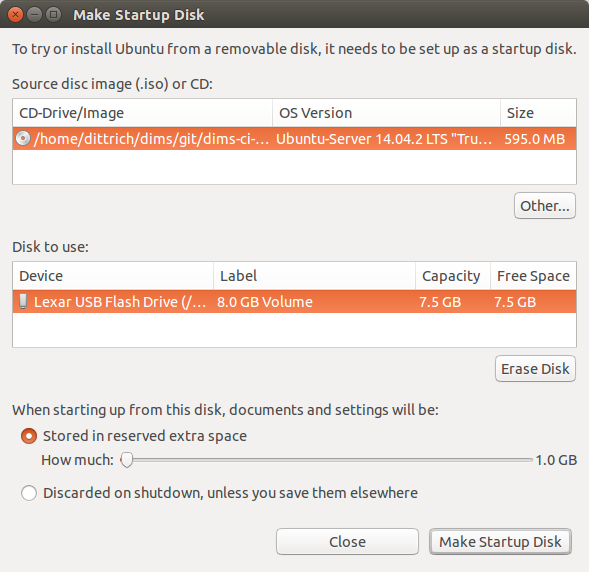 Make Startup Disk
To try or install Ubuntu from a removable disk, it needs to be set up as a startup disk.
Source disc image (.iso) or CD:
CD-Drive/Image OS Version Size
/home/dittrich/dims/git/dims-ci-... Ubuntu-Server 14.04.2 LTS "Tru... 595.0 MB
Other...
Disk to use:
Device Label Capacity Free Space
Lexar USB Flash Drive (/... 8.0 GB Volume 7.5 GB 7.5 GB
Erase Disk
When starting up from this disk, documents and settings will be:
Stored in reserved extra space
How much: 1.0 GB
Discarded on shutdown, unless you save them elsewhere
Close Make Startup Disk